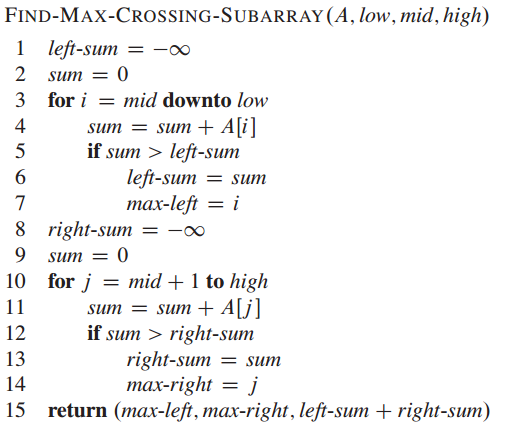 FIND-MAX-CROSSING-SUBARRAY(A, low, mid, high)
1 left-sum = −∞
2 sum = 0
3 for i = mid downto low
4 sum = sum + A[i]
5 if sum > left-sum
6 left-sum = sum
7 max-left = i
8 right-sum = −∞
9 sum = 0
10 for j = mid + 1 to high
11 sum = sum + A[j]
12 if sum > right-sum
13 right-sum = sum
14 max-right = j
15 return (max-left, max-right, left-sum + right-sum)